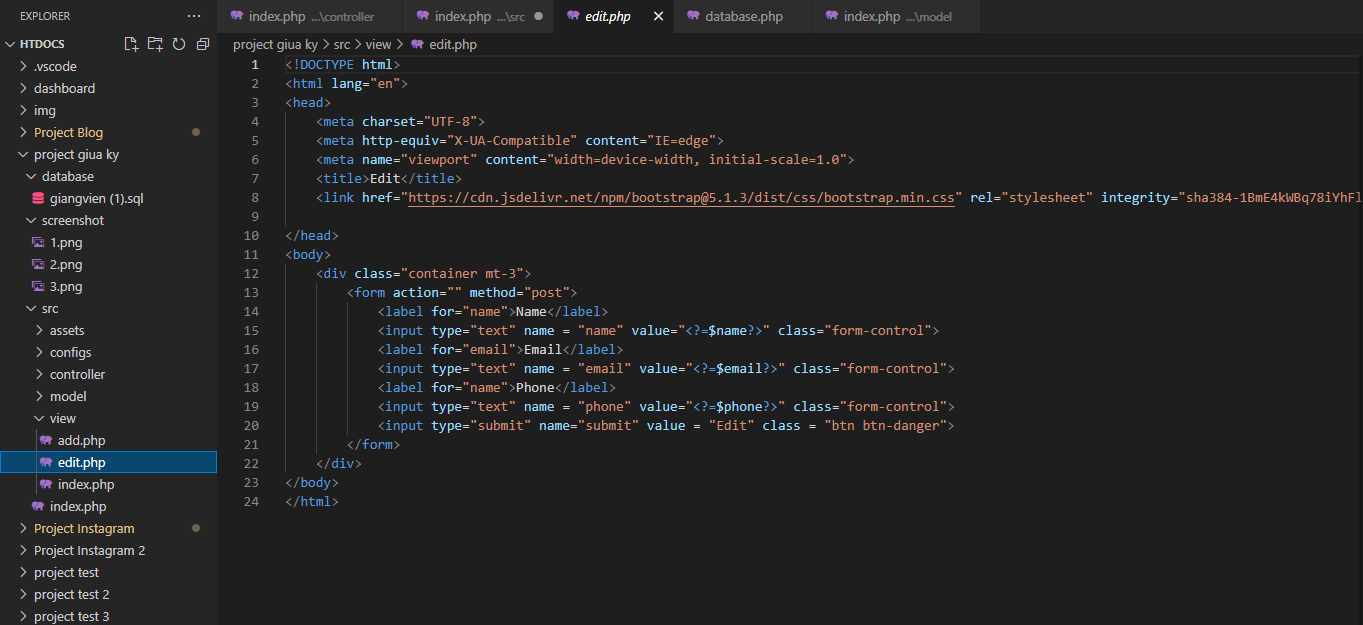 EXPLORER ···
HTDOCS
.vscode
dashboard
img
Project Blog
project giua ky
database
giangvien (1).sql
screenshot
1.png
2.png
3.png
src
assets
configs
controller
model
view
add.php
edit.php
index.php
index.php
Project Instagram
Project Instagram 2
project test
project test 2
project test 3
index.php ...\controller
index.php ...\src
edit.php
database.php
index.php ...\model
project giua ky > src > view > edit.php
1 <!DOCTYPE html>
2 <html lang="en">
3 <head>
4     <meta charset="UTF-8">
5     <meta http-equiv="X-UA-Compatible" content="IE=edge">
6     <meta name="viewport" content="width=device-width, initial-scale=1.0">
7     <title>Edit</title>
8     <link href="https://cdn.jsdelivr.net/npm/bootstrap@5.1.3/dist/css/bootstrap.min.css" rel="stylesheet" integrity="sha384-1BmE4kWBq78iYhFl
9
10 </head>
11 <body>
12     <div class="container mt-3">
13         <form action="" method="post">
14             <label for="name">Name</label>
15             <input type="text" name = "name" value="<?=$name?>" class="form-control">
16             <label for="email">Email</label>
17             <input type="text" name = "email" value="<?=$email?>" class="form-control">
18             <label for="name">Phone</label>
19             <input type="text" name = "phone" value="<?=$phone?>" class="form-control">
20             <input type="submit" name="submit" value = "Edit" class = "btn btn-danger">
21         </form>
22     </div>
23 </body>
24 </html>